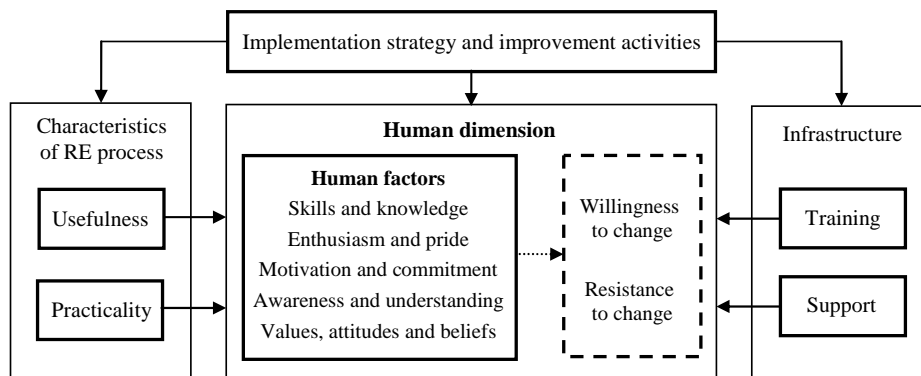 Implementation strategy and improvement activities
Characteristics
of RE process
Usefulness
Practicality
Human dimension
Human factors
Skills and knowledge
Enthusiasm and pride
Motivation and commitment
Awareness and understanding
Values, attitudes and beliefs
Willingness
to change
Resistance
to change
Infrastructure
Training
Support